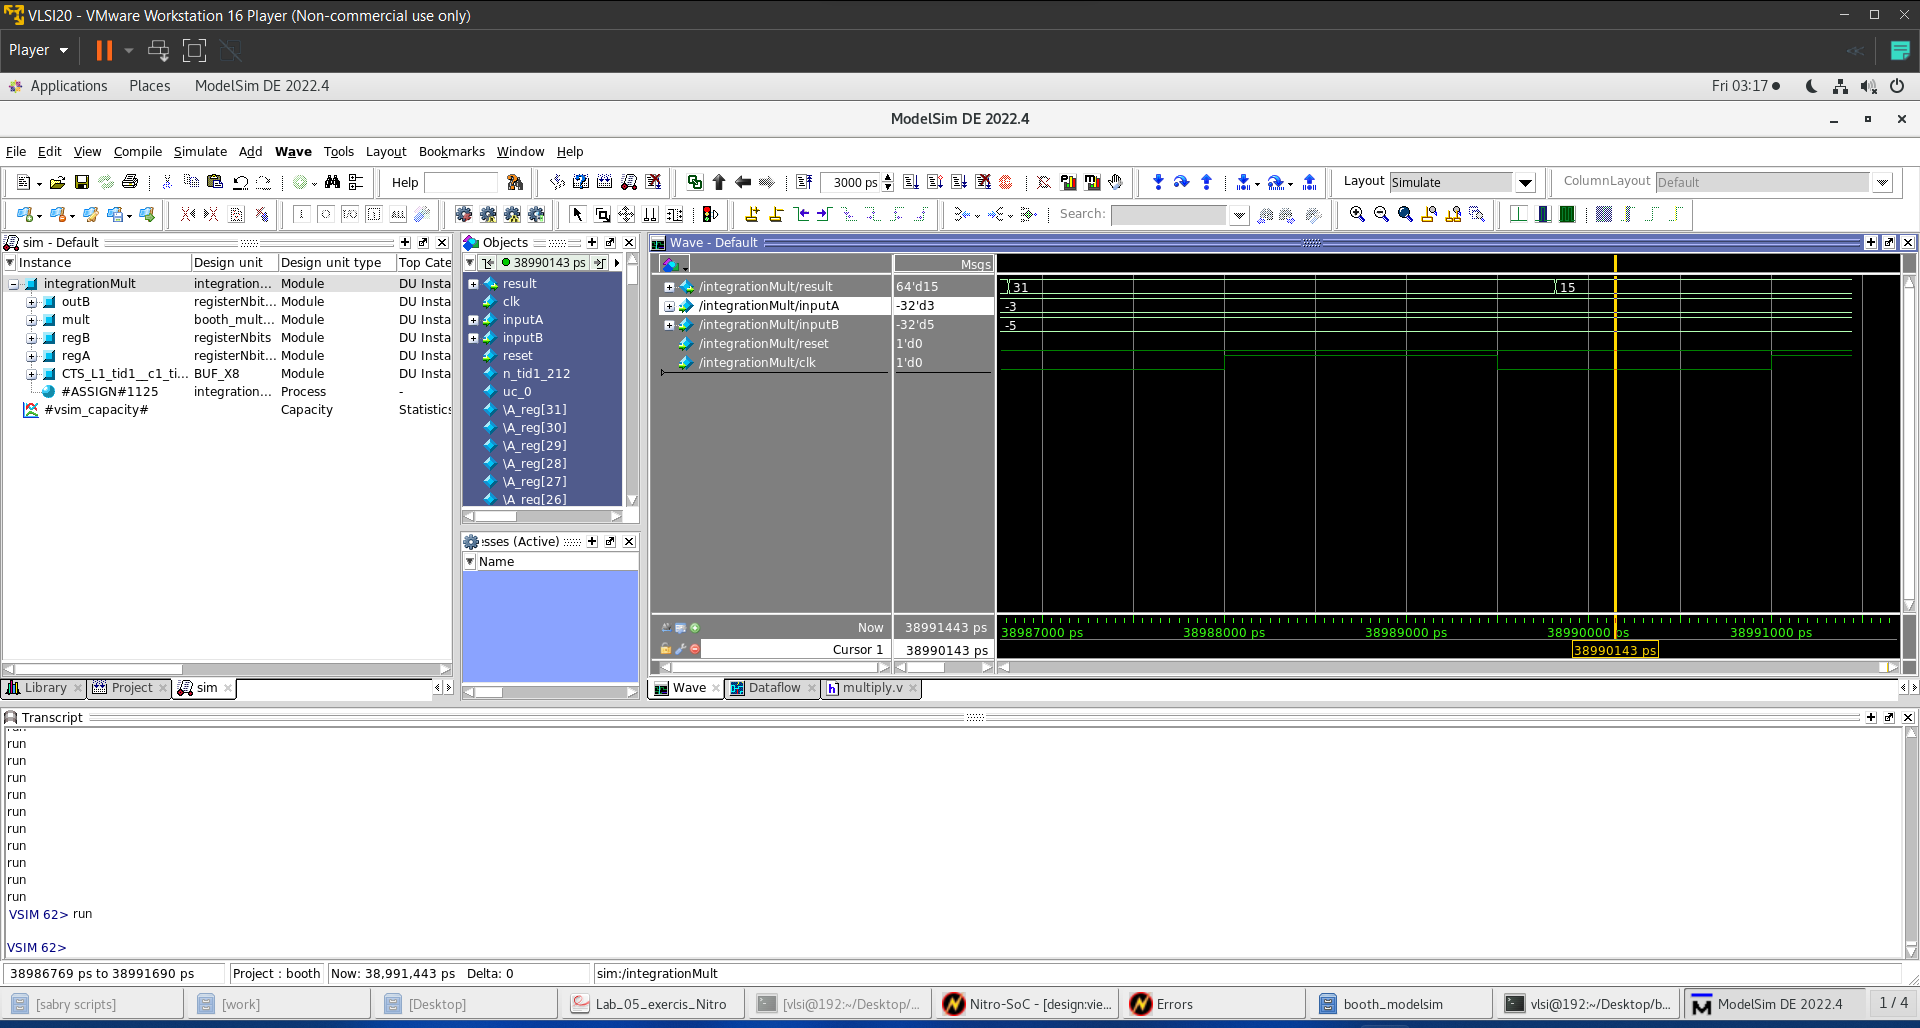 VLSI20 - VMware Workstation 16 Player (Non-commercial use only)
Player
Applications Places ModelSim DE 2022.4 Fri 03:17
ModelSim DE 2022.4
File Edit View Compile Simulate Add Wave Tools Layout Bookmarks Window Help
Help 3000 ps Layout Simulate ColumnLayout Default
Search:
sim - Default
Instance Design unit Design unit type Top Cate
integrationMult integration... Module DU Insta
outB registerNbit... Module DU Insta
mult booth_mult... Module DU Insta
regB registerNbits Module DU Insta
regA registerNbit... Module DU Insta
CTS_L1_tid1__c1_ti... BUF_X8 Module DU Insta
#ASSIGN#1125 integration... Process -
#vsim_capacity# Capacity Statistics
Library Project sim
Objects
38990143 ps
result
clk
inputA
inputB
reset
n_tid1_212
uc_0
\A_reg[31]
\A_reg[30]
\A_reg[29]
\A_reg[28]
\A_reg[27]
\A_reg[26]
esses (Active)
Name
Wave - Default
Msgs
/integrationMult/result 64'd15 31 15
/integrationMult/inputA -32'd3 -3
/integrationMult/inputB -32'd5 -5
/integrationMult/reset 1'd0
/integrationMult/clk 1'd0
Now 38991443 ps 38987000 ps 38988000 ps 38989000 ps 38990000 ps 38991000 ps
Cursor 1 38990143 ps 38990143 ps
Wave Dataflow multiply.v
Transcript
run
run
run
run
run
run
run
run
run
run
run
VSIM 62> run
VSIM 62>
38986769 ps to 38991690 ps Project : booth Now: 38,991,443 ps Delta: 0 sim:/integrationMult
[sabry scripts] [work] [Desktop] Lab_05_exercis_Nitro [vlsi@192:~/Desktop/... Nitro-SoC - [design:vie... Errors booth_modelsim vlsi@192:~/Desktop/b... ModelSim DE 2022.4 1 / 4